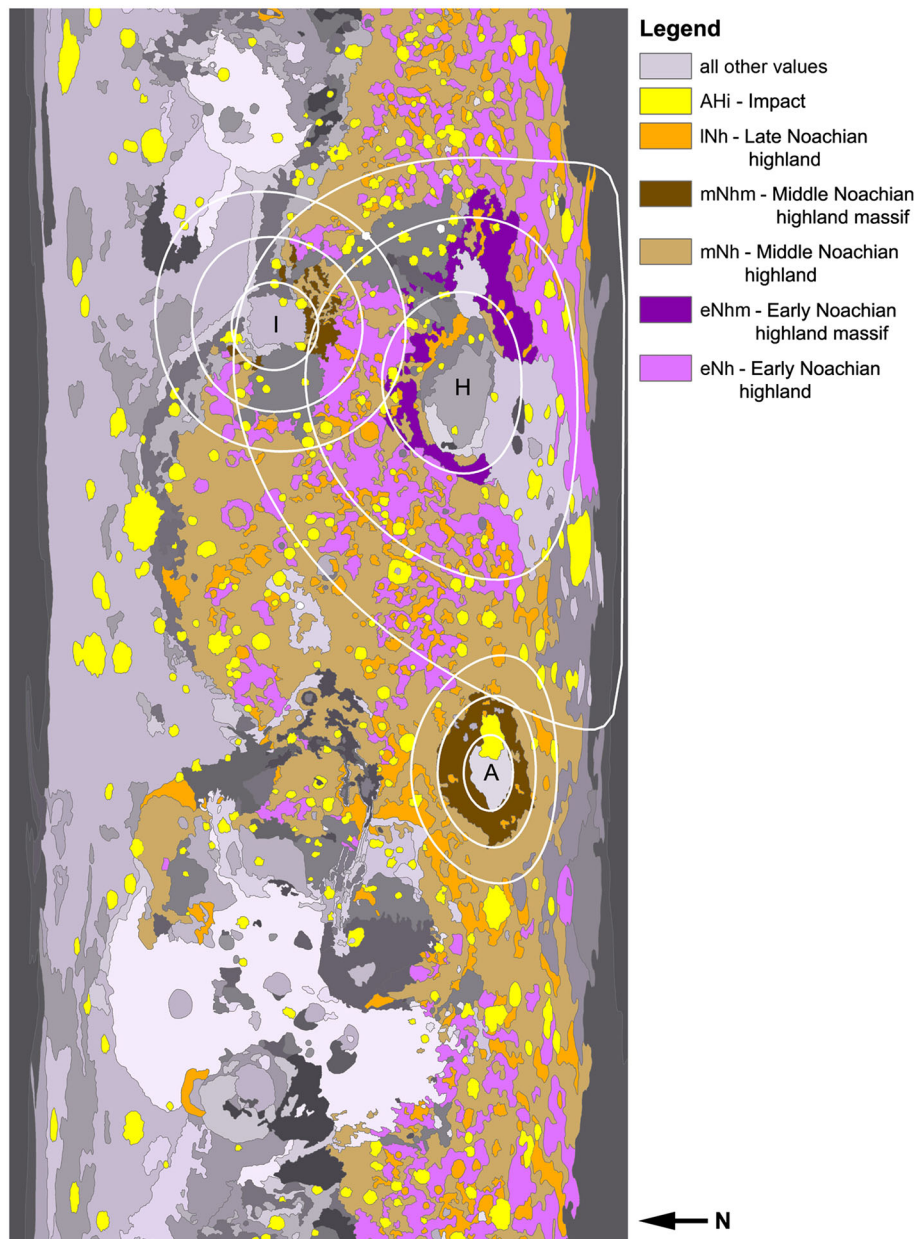 Legend
all other values
AHi - Impact
lNh - Late Noachian
highland
mNhm - Middle Noachian
highland massif
mNh - Middle Noachian
highland
eNhm - Early Noachian
highland massif
eNh - Early Noachian
highland
I
H
A
N